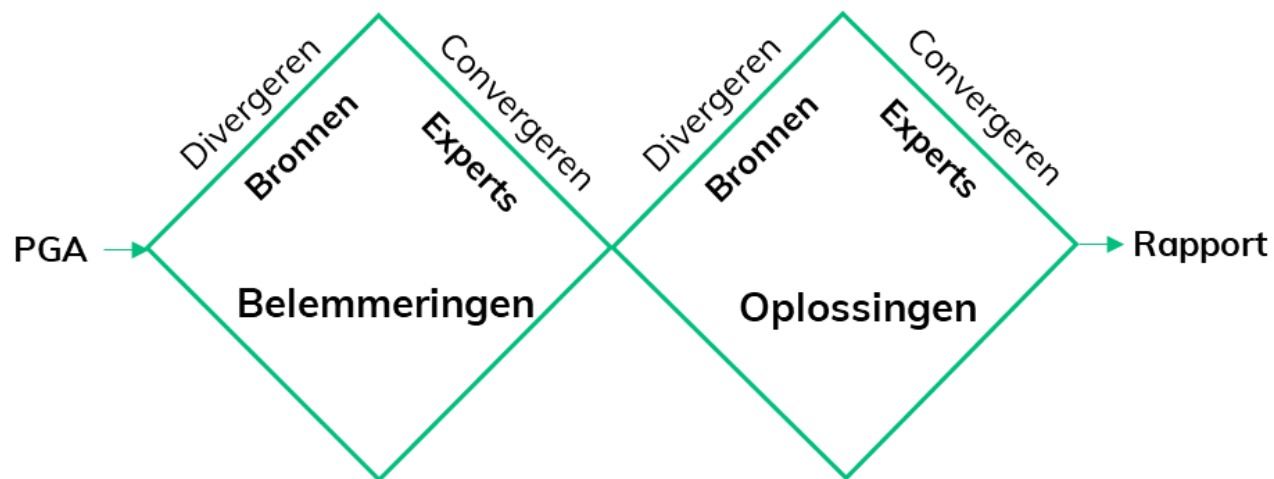 PGA
Divergeren
Bronnen
Convergeren
Experts
Belemmeringen
Divergeren
Bronnen
Convergeren
Experts
Oplossingen
Rapport